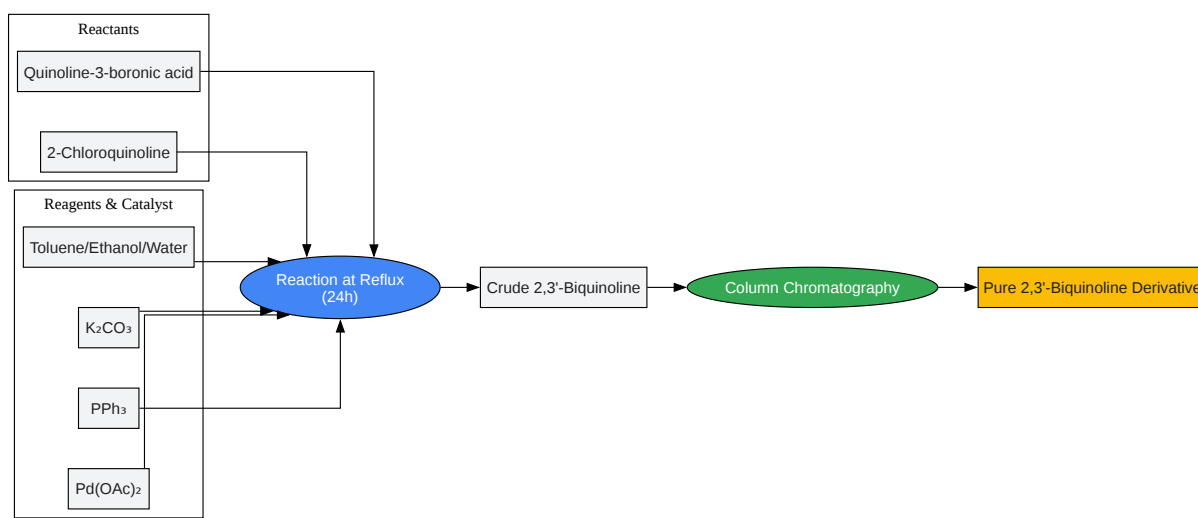 Reactants
Quinoline-3-boronic acid
2-Chloroquinoline
Reagents & Catalyst
Toluene/Ethanol/Water
K₂CO₃
PPh₃
Pd(OAc)₂
Reaction at Reflux
(24h)
Crude 2,3'-Biquinoline
Column Chromatography
Pure 2,3'-Biquinoline Derivative